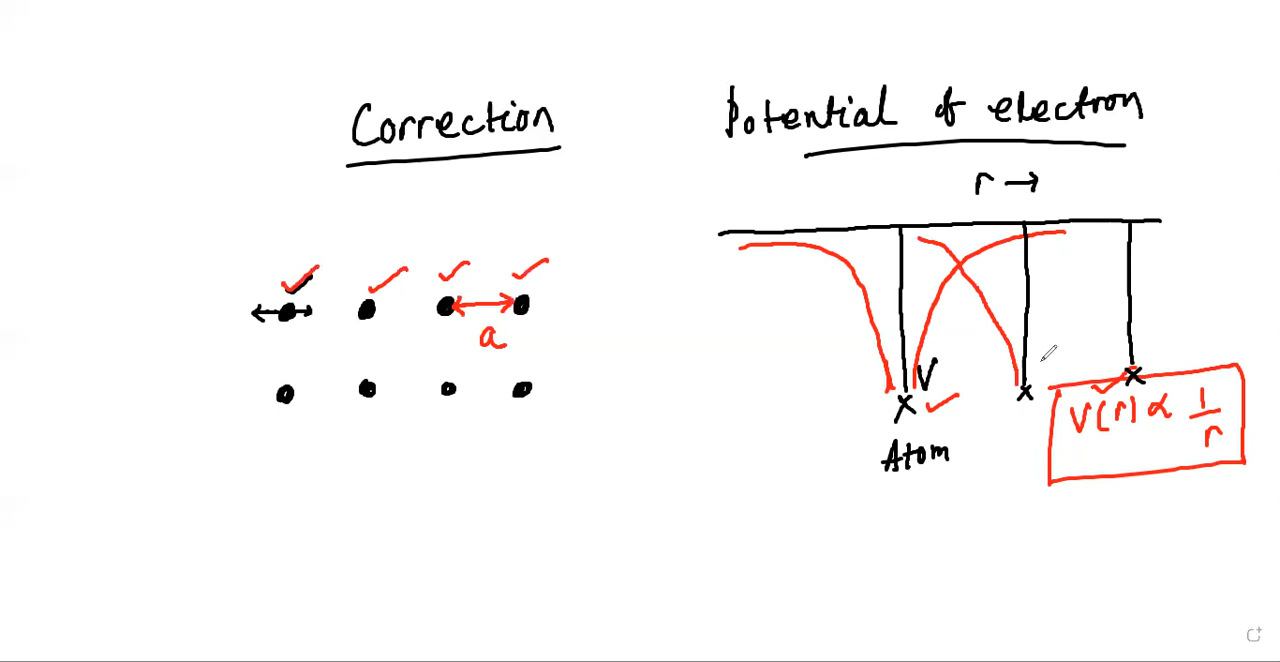 Correction
Potential of electron
r →
a
V
Atom
V(r) ∝ 1/r